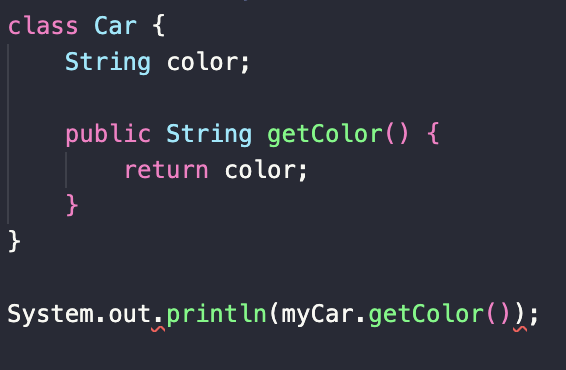 class Car {
    String color;

    public String getColor() {
        return color;
    }
}

System.out.println(myCar.getColor());